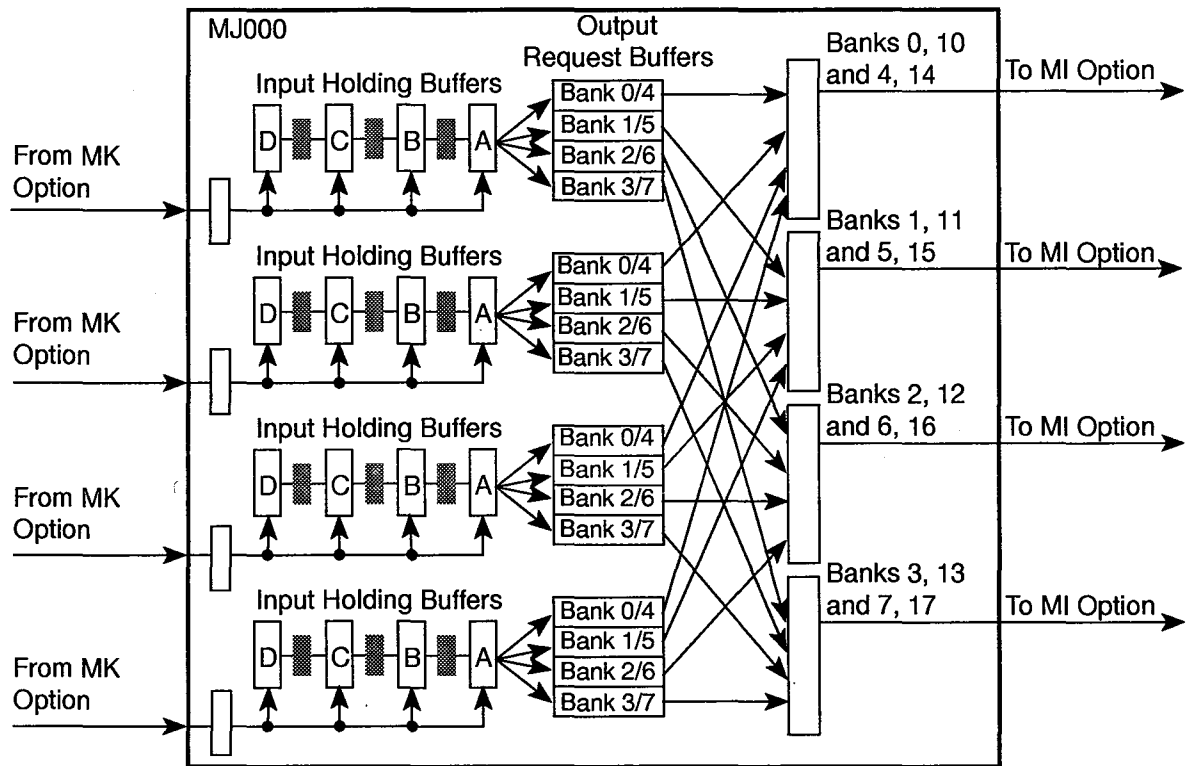 MJ000
Output
Request Buffers
Input Holding Buffers
D
C
B
A
Bank 0/4
Bank 1/5
Bank 2/6
Bank 3/7
From MK
Option
Banks 0, 10
and 4, 14
To MI Option
Input Holding Buffers
D
C
B
A
Bank 0/4
Bank 1/5
Bank 2/6
Bank 3/7
From MK
Option
Banks 1, 11
and 5, 15
To MI Option
Input Holding Buffers
D
C
B
A
Bank 0/4
Bank 1/5
Bank 2/6
Bank 3/7
From MK
Option
Banks 2, 12
and 6, 16
To MI Option
Input Holding Buffers
D
C
B
A
Bank 0/4
Bank 1/5
Bank 2/6
Bank 3/7
From MK
Option
Banks 3, 13
and 7, 17
To MI Option